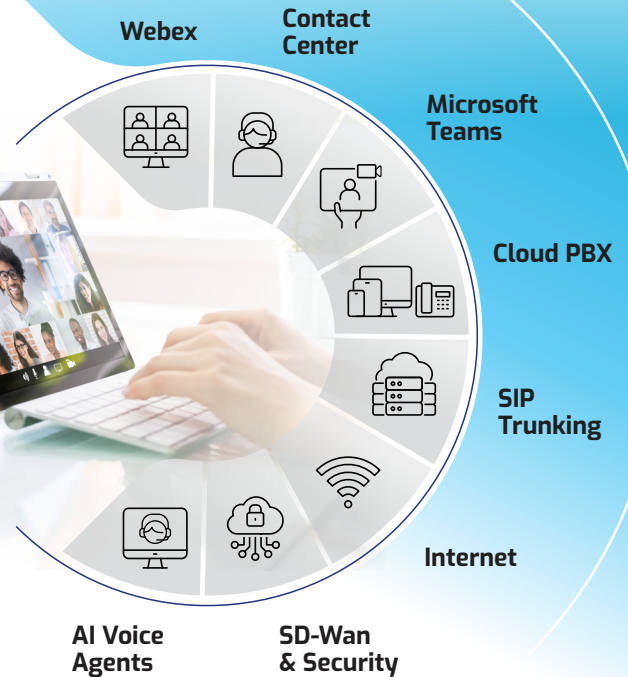 Webex
Contact
Center
Microsoft
Teams
Cloud PBX
SIP
Trunking
Internet
SD-Wan
& Security
AI Voice
Agents